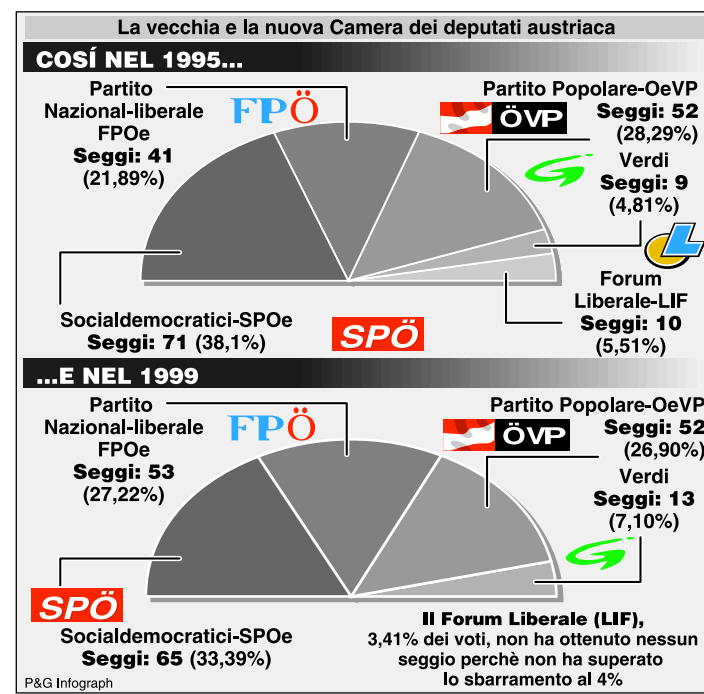 La vecchia e la nuova Camera dei deputati austriaca
COSÍ NEL 1995...
Partito
Nazional-liberale
FPOe
Seggi: 41
(21,89%)
FPÖ
ÖVP
Partito Popolare-OeVP
Seggi: 52
(28,29%)
Verdi
Seggi: 9
(4,81%)
G
L
Forum
Liberale-LIF
Seggi: 10
(5,51%)
Socialdemocratici-SPOe
Seggi: 71 (38,1%)
SPÖ
...E NEL 1999
Partito
Nazional-liberale
FPOe
Seggi: 53
(27,22%)
FPÖ
ÖVP
Partito Popolare-OeVP
Seggi: 52
(26,90%)
Verdi
Seggi: 13
(7,10%)
G
SPÖ
Socialdemocratici-SPOe
Seggi: 65 (33,39%)
Il Forum Liberale (LIF),
3,41% dei voti, non ha ottenuto nessun
seggio perchè non ha superato
lo sbarramento al 4%
P&G Infograph